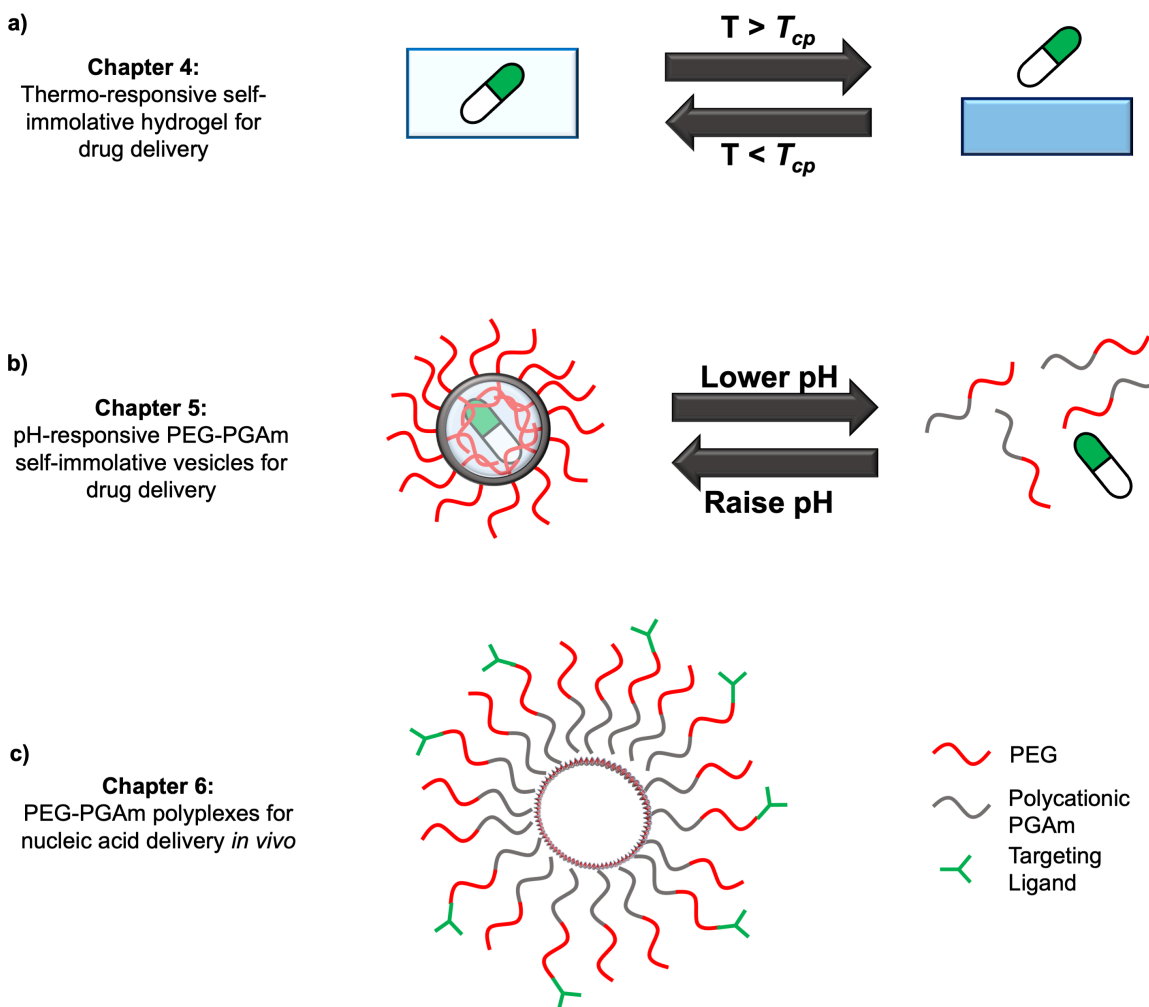 a)
Chapter 4:
Thermo-responsive self-
immolative hydrogel for
drug delivery
T > Tcp
T < Tcp
b)
Chapter 5:
pH-responsive PEG-PGAm
self-immolative vesicles for
drug delivery
Lower pH
Raise pH
c)
Chapter 6:
PEG-PGAm polyplexes for
nucleic acid delivery in vivo
PEG
Polycationic
PGAm
Targeting
Ligand